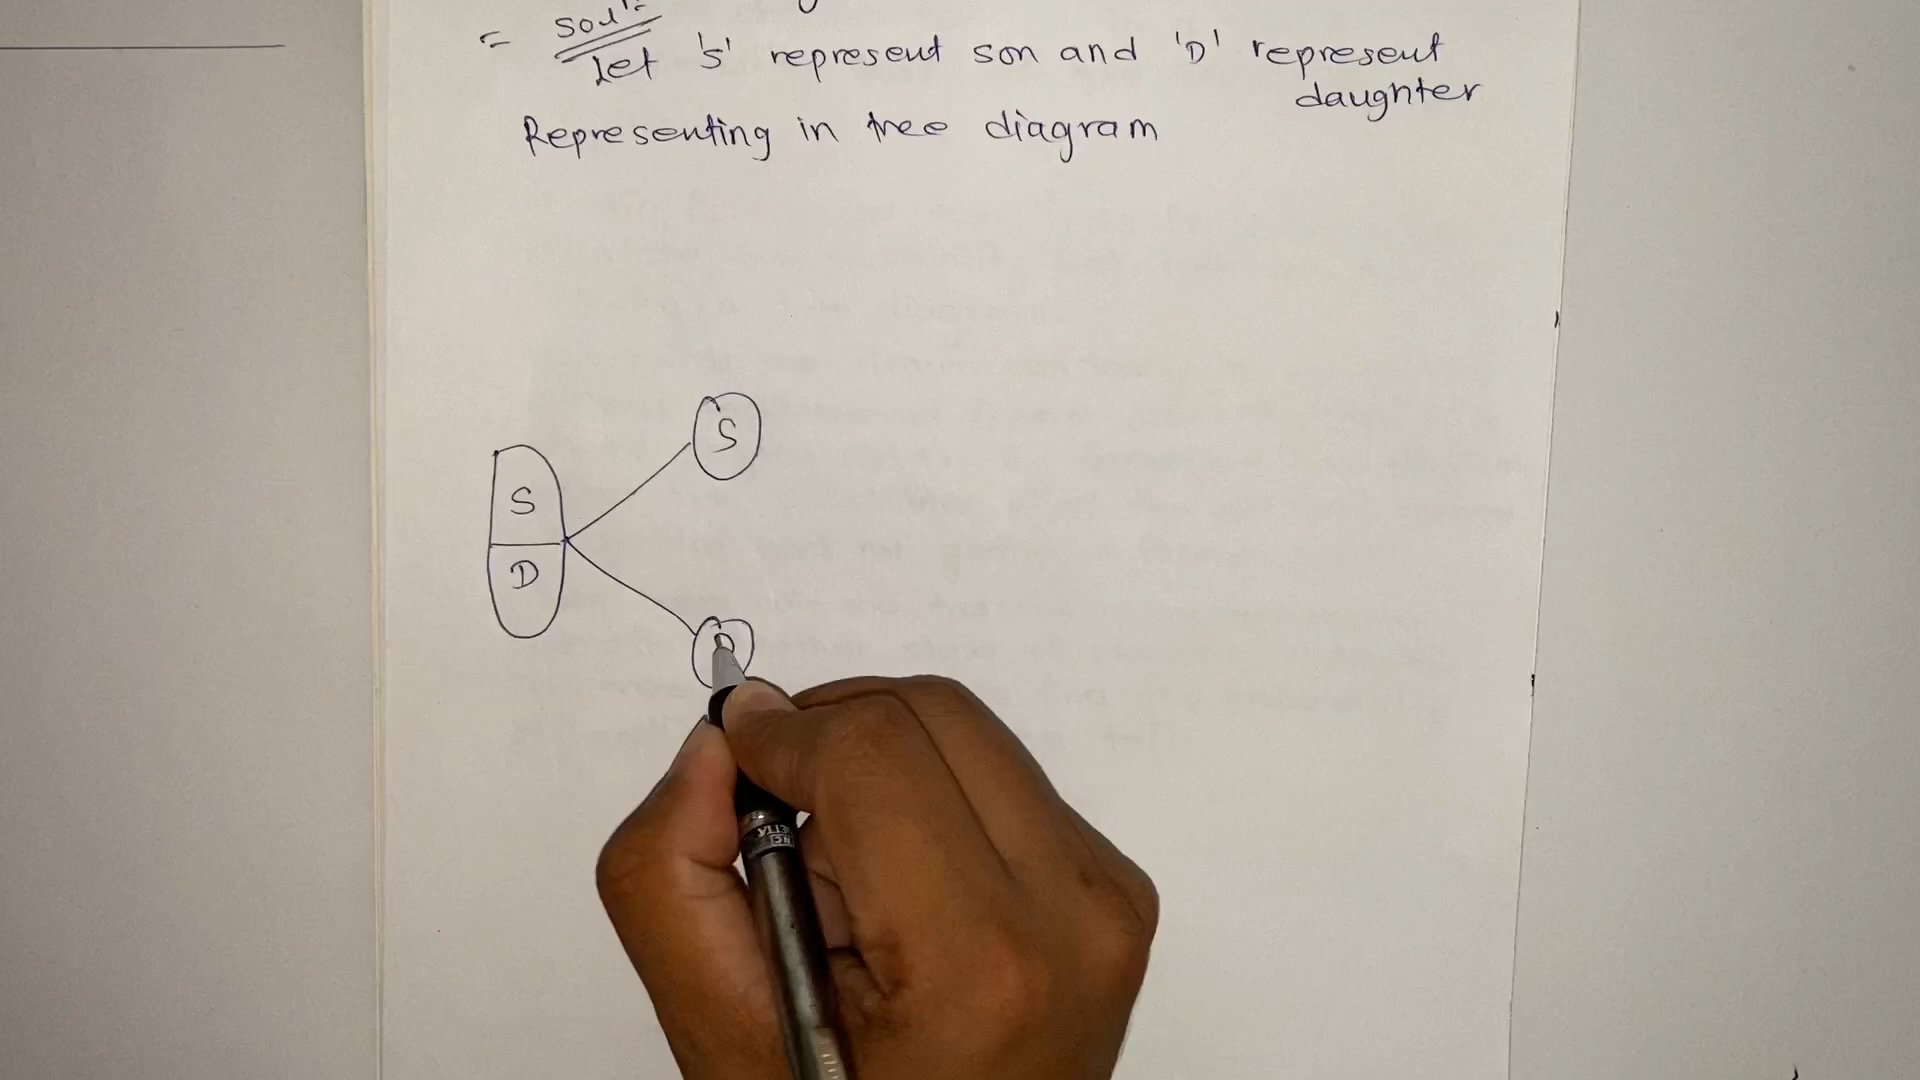 = soln:
Let 'S' represent son and 'D' represent
daughter
Representing in tree diagram
S
S
D
D